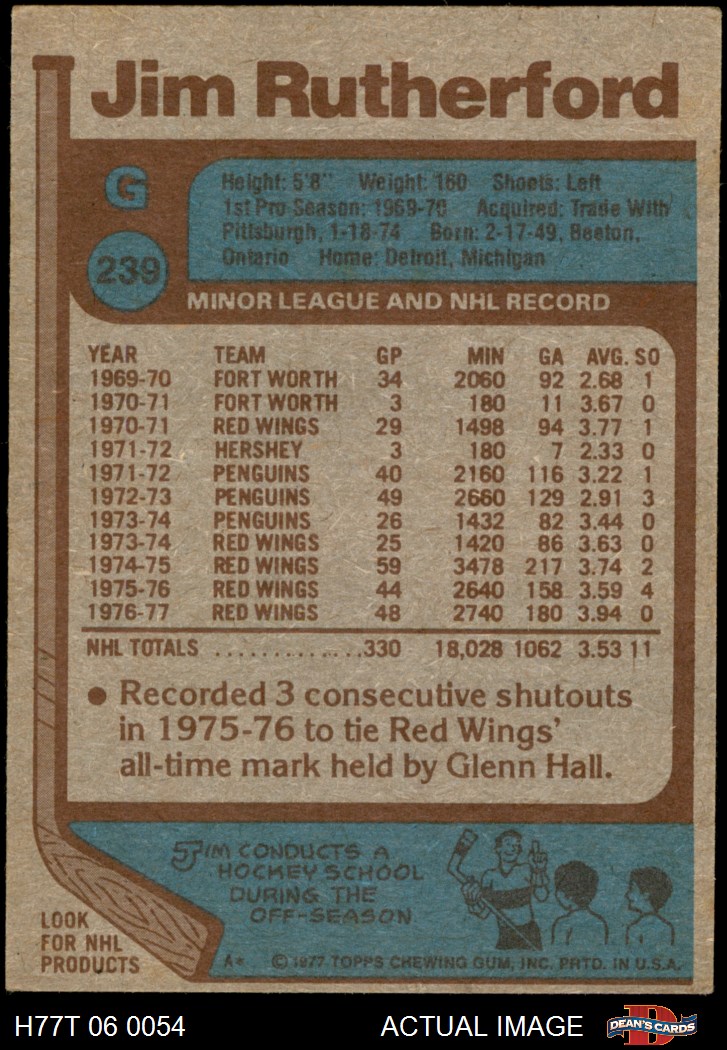 Jim Rutherford
G
239
Height: 5'8" Weight: 160 Shoots: Left
1st Pro Season: 1969-70 Acquired: Trade With
Pittsburgh, 1-18-74 Born: 2-17-49, Beeton,
Ontario Home: Detroit, Michigan
MINOR LEAGUE AND NHL RECORD
YEAR TEAM GP MIN GA AVG. SO
1969-70 FORT WORTH 34 2060 92 2.68 1
1970-71 FORT WORTH 3 180 11 3.67 0
1970-71 RED WINGS 29 1498 94 3.77 1
1971-72 HERSHEY 3 180 7 2.33 0
1971-72 PENGUINS 40 2160 116 3.22 1
1972-73 PENGUINS 49 2660 129 2.91 3
1973-74 PENGUINS 26 1432 82 3.44 0
1973-74 RED WINGS 25 1420 86 3.63 0
1974-75 RED WINGS 59 3478 217 3.74 2
1975-76 RED WINGS 44 2640 158 3.59 4
1976-77 RED WINGS 48 2740 180 3.94 0
NHL TOTALS ..............330 18,028 1062 3.53 11
● Recorded 3 consecutive shutouts
in 1975-76 to tie Red Wings'
all-time mark held by Glenn Hall.
JIM CONDUCTS A
HOCKEY SCHOOL
DURING THE
OFF-SEASON
LOOK
FOR NHL
PRODUCTS
A* © 1977 TOPPS CHEWING GUM, INC. PRTD. IN U.S.A.
H77T 06 0054 ACTUAL IMAGE DEAN'S CARDS